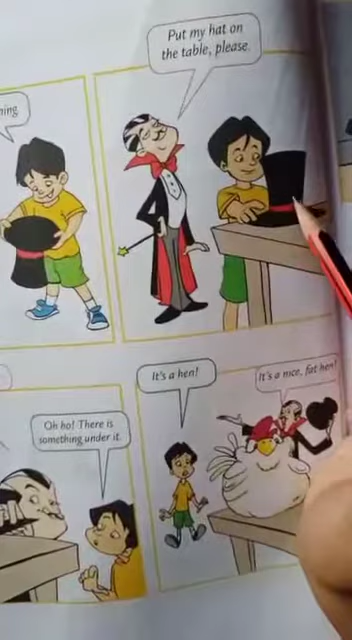 Put my hat on
the table, please.
It's a hen!
It's a nice, fat hen!
Oh ho! There is
something under it.